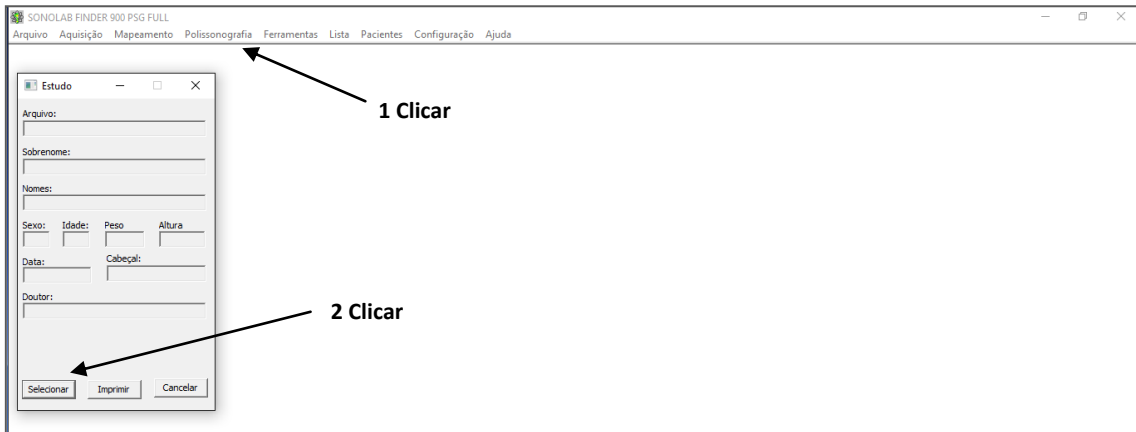 SONOLAB FINDER 900 PSG FULL
Arquivo Aquisição Mapeamento Polissonografia Ferramentas Lista Pacientes Configuração Ajuda
Estudo
1 Clicar
Arquivo:
Sobrenome:
Nomes:
Sexo: Idade: Peso Altura
Data: Cabeçal:
Doutor:
2 Clicar
Selecionar Imprimir Cancelar